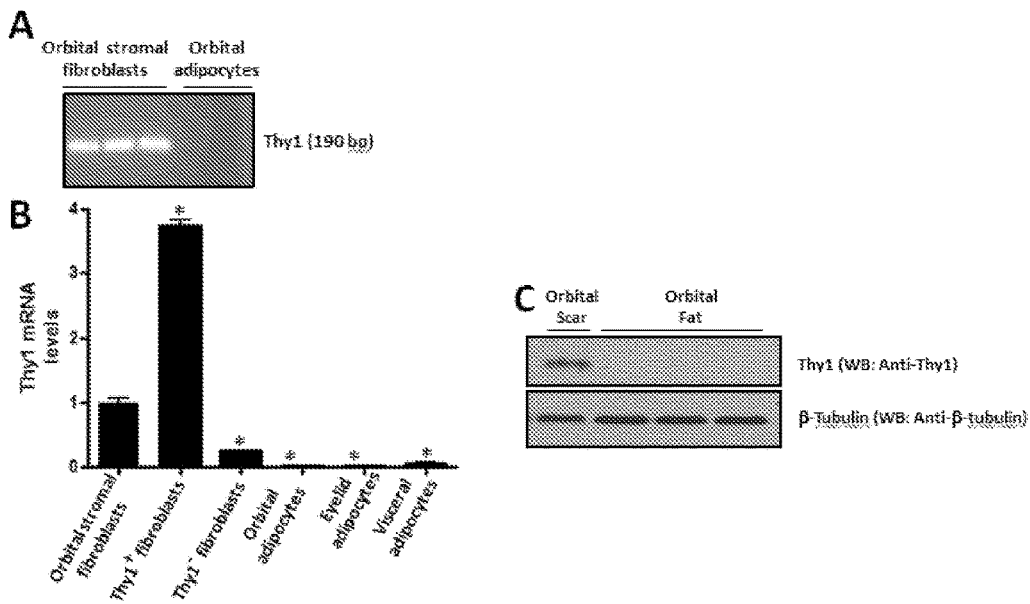 A
Orbital stromal
fibroblasts
Orbital
adipocytes
Thy1 (190 bp)
B
Thy1 mRNA
levels
4
3
2
1
0
*
*
*
*
*
Orbital stromal
fibroblasts
Thy1+ fibroblasts
Thy1- fibroblasts
Orbital
adipocytes
Eyelid
adipocytes
Visceral
adipocytes
C
Orbital
Scar
Orbital
Fat
Thy1 (WB: Anti-Thy1)
β-Tubulin (WB: Anti-β-tubulin)